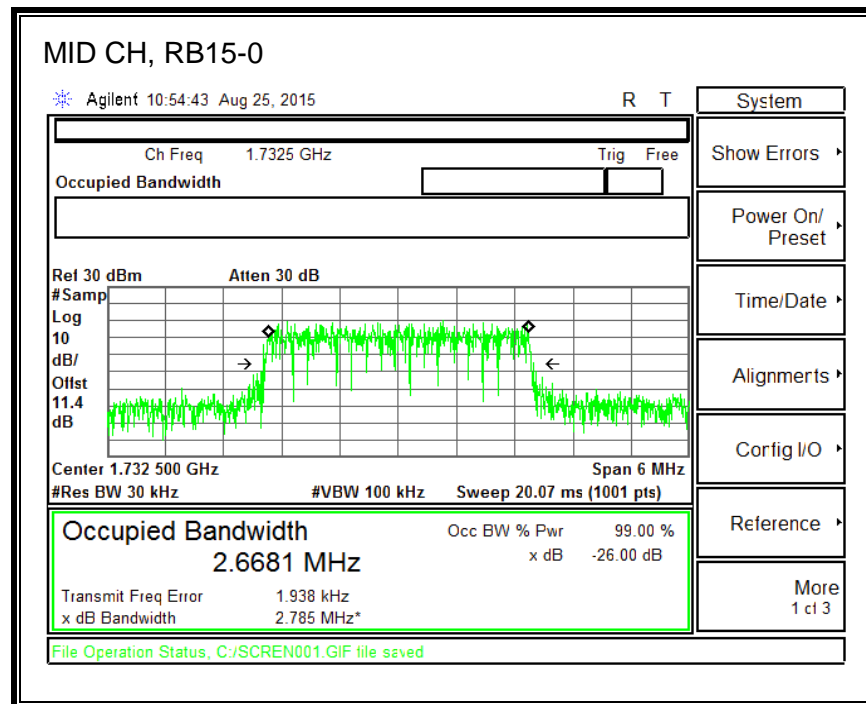 MID CH, RB15-0
Agilent 10:54:43 Aug 25, 2015 R T
System
Ch Freq 1.7325 GHz Trig Free
Occupied Bandwidth
Show Errors
Power On/
Preset
Time/Date
Alignments
Config I/O
Reference
More
1 of 3
Ref 30 dBm Atten 30 dB
#Samp
Log
10
dB/
Offst
11.4
dB
Center 1.732 500 GHz Span 6 MHz
#Res BW 30 kHz #VBW 100 kHz Sweep 20.07 ms (1001 pts)
Occupied Bandwidth
2.6681 MHz
Occ BW % Pwr 99.00 %
x dB -26.00 dB
Transmit Freq Error 1.938 kHz
x dB Bandwidth 2.785 MHz*
File Operation Status, C:/SCREN001.GIF file saved